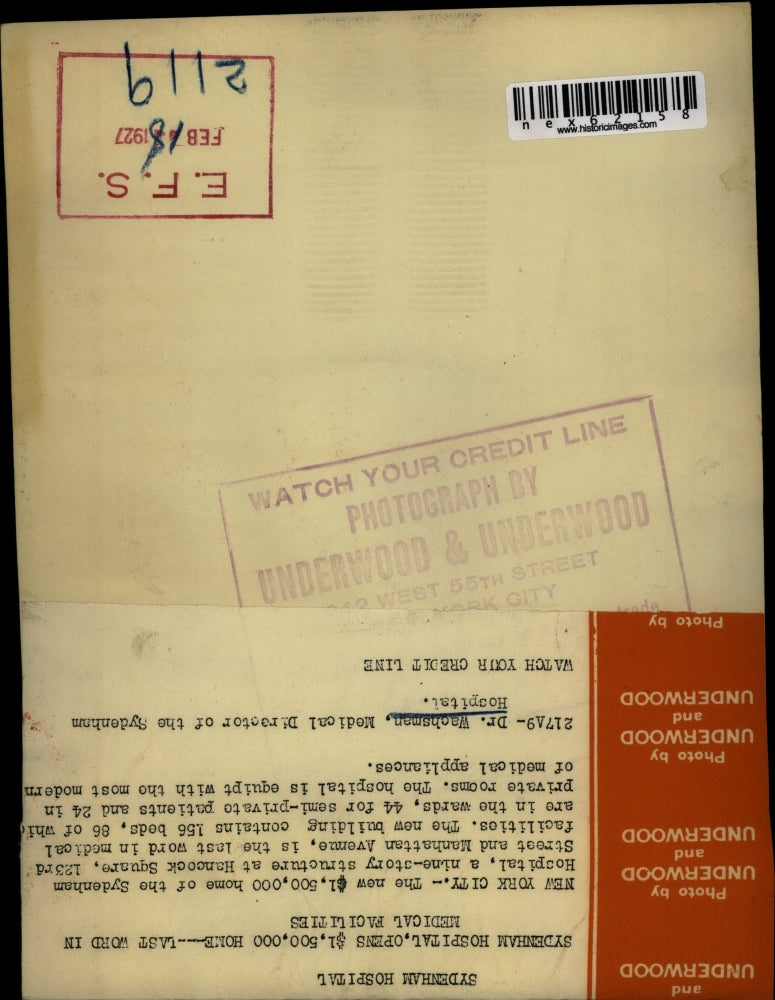 6112
18
FEB 1927
E. F. S.
nex62158
www.historicimages.com
WATCH YOUR CREDIT LINE
PHOTOGRAPH BY
UNDERWOOD & UNDERWOOD
WEST 55TH STREET
YORK CITY
SYDENHAM HOSPITAL
SYDENHAM HOSPITAL,OPENS $1,500,000 HOME---LAST WORD IN
MEDICAL FACILITIES
NEW YORK CITY.- The new $1,500,000 home of the Sydenham
Hospital, a nine-story structure at Hancock Square, 123rd
Street and Manhattan Avenue, is the last word in medical
facilities. The new building contains 156 beds, 86 of whi
are in the wards, 44 for semi-private patients and 24 in
private rooms. The hospital is equipt with the most modern
of medical appliances.
217A9- Dr. Wachsman, Medical Director of the Sydenham
Hospital.
WATCH YOUR CREDIT LINE
and
UNDERWOOD
Photo by
UNDERWOOD
and
UNDERWOOD
Photo by
UNDERWOOD
and
UNDERWOOD
Photo by